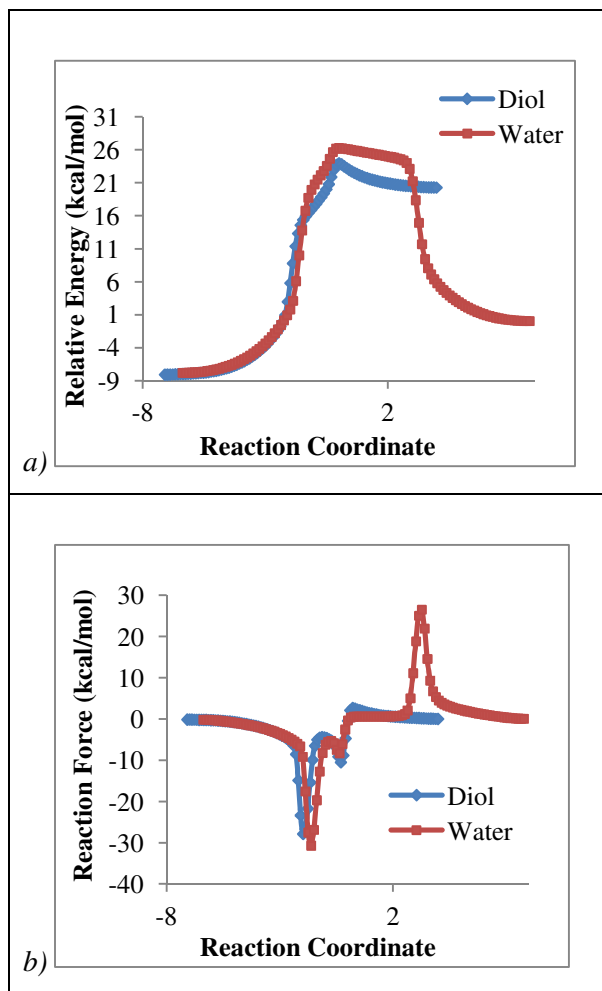 31
26
21
16
11
6
1
-4
-9
Relative Energy (kcal/mol)
Diol
Water
-8
2
Reaction Coordinate
a)
30
20
10
0
-10
-20
-30
-40
Reaction Force (kcal/mol)
Diol
Water
-8
2
Reaction Coordinate
b)